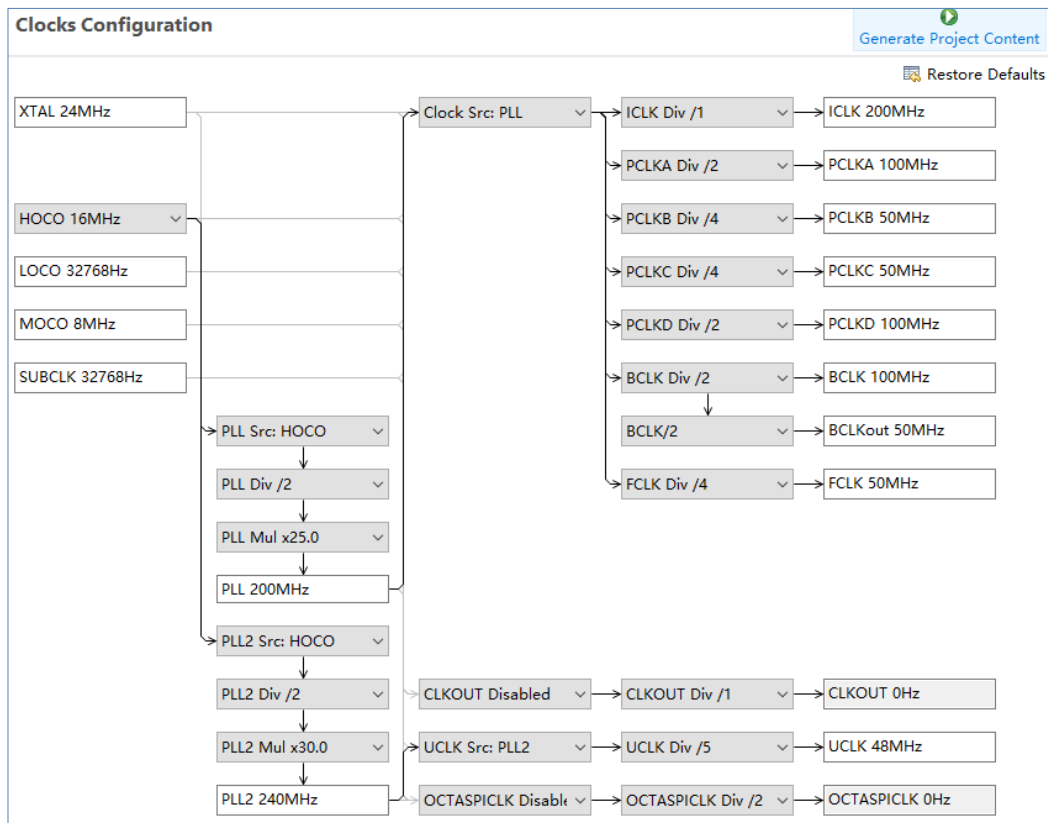 Clocks Configuration
Generate Project Content
Restore Defaults
XTAL 24MHz
Clock Src: PLL
ICLK Div /1
ICLK 200MHz
PCLKA Div /2
PCLKA 100MHz
HOCO 16MHz
PCLKB Div /4
PCLKB 50MHz
LOCO 32768Hz
PCLKC Div /4
PCLKC 50MHz
MOCO 8MHz
PCLKD Div /2
PCLKD 100MHz
SUBCLK 32768Hz
BCLK Div /2
BCLK 100MHz
PLL Src: HOCO
BCLK/2
BCLKout 50MHz
PLL Div /2
FCLK Div /4
FCLK 50MHz
PLL Mul x25.0
PLL 200MHz
PLL2 Src: HOCO
PLL2 Div /2
CLKOUT Disabled
CLKOUT Div /1
CLKOUT 0Hz
PLL2 Mul x30.0
UCLK Src: PLL2
UCLK Div /5
UCLK 48MHz
PLL2 240MHz
OCTASPICLK Disable
OCTASPICLK Div /2
OCTASPICLK 0Hz